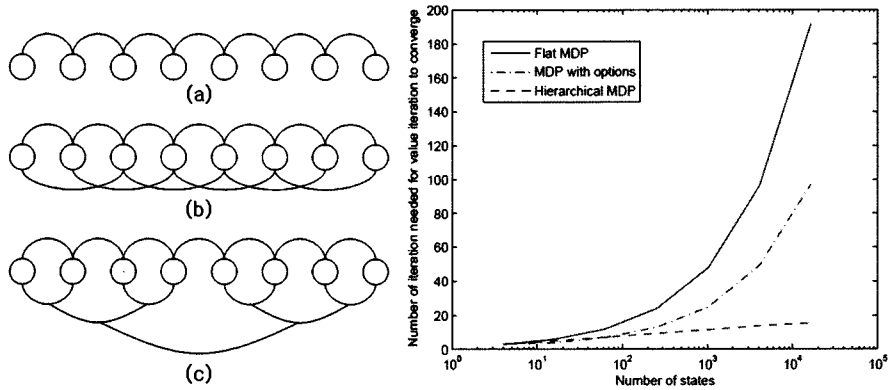 (a)
(b)
(c)
Number of iteration needed for value iteration to converge
200
180
160
140
120
100
80
60
40
20
0
Flat MDP
MDP with options
Hierarchical MDP
10^0
10^1
10^2
10^3
10^4
10^5
Number of states